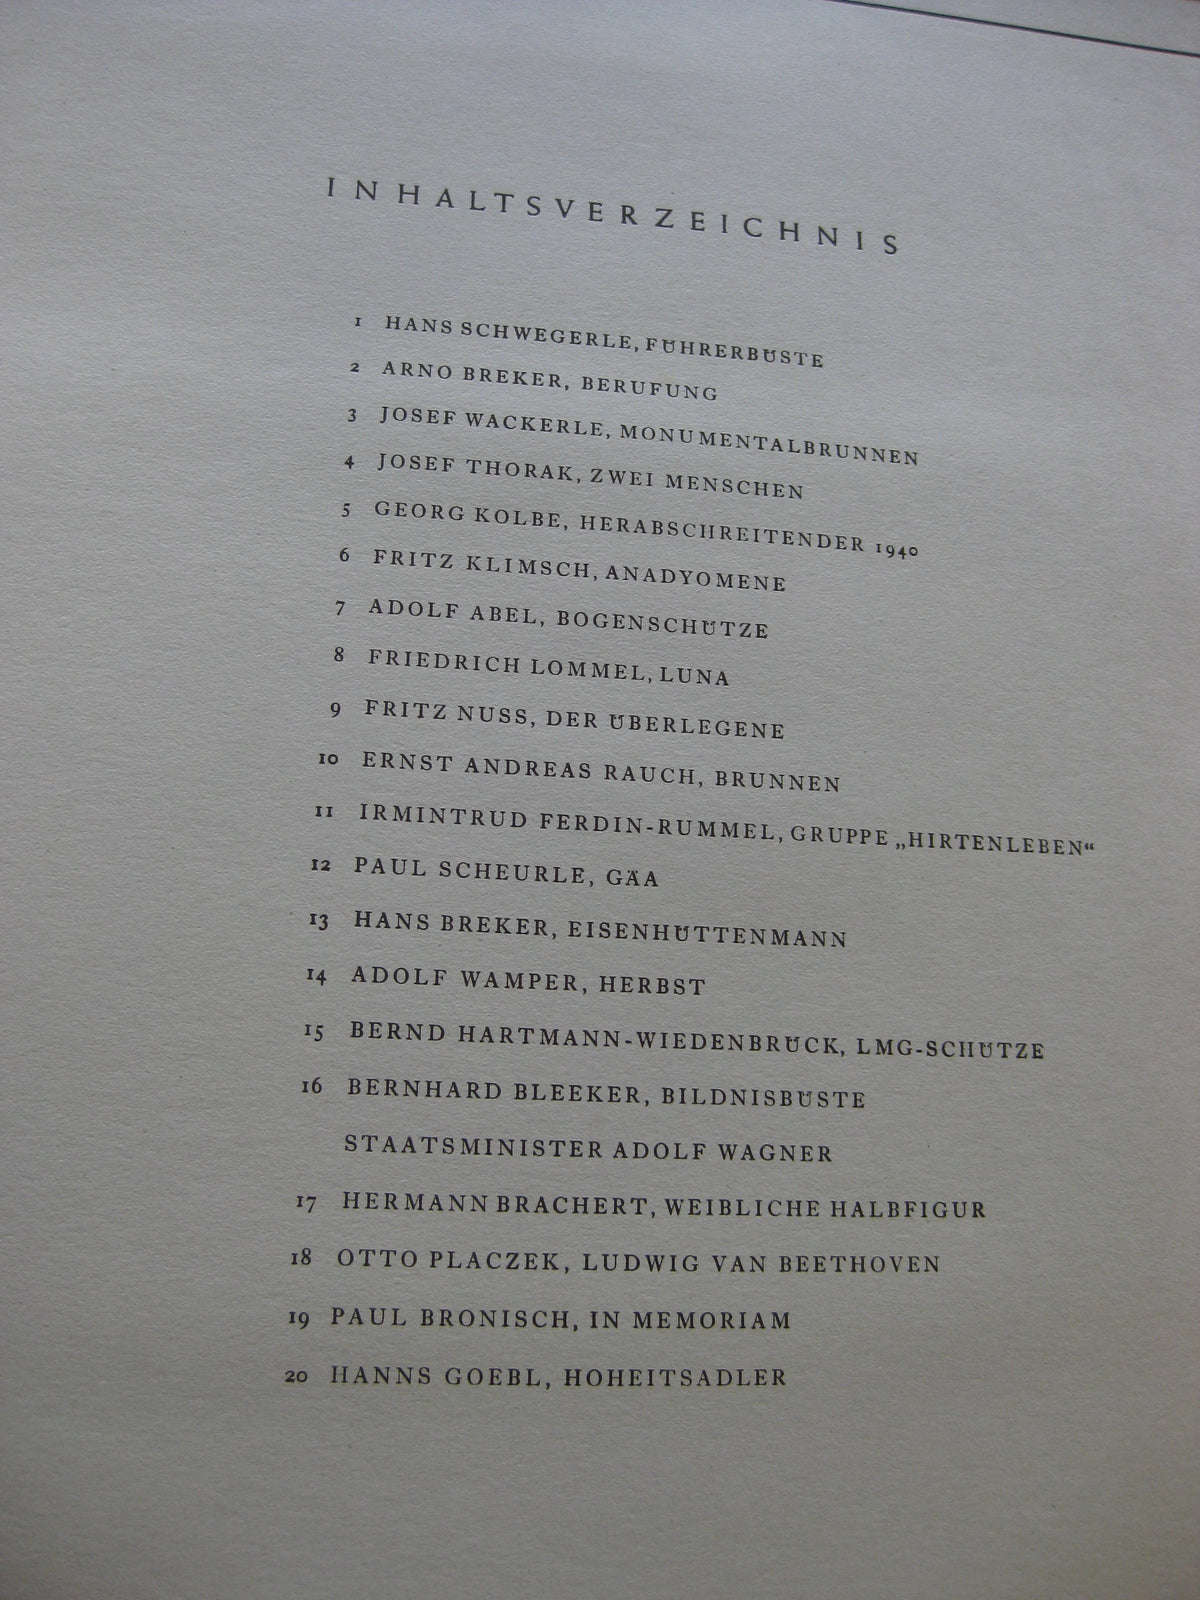 INHALTSVERZEICHNIS
1 HANS SCHWEGERLE, FÜHRERBÜSTE
2 ARNO BREKER, BERUFUNG
3 JOSEF WACKERLE, MONUMENTALBRUNNEN
4 JOSEF THORAK, ZWEI MENSCHEN
5 GEORG KOLBE, HERABSCHREITENDER 1940
6 FRITZ KLIMSCH, ANADYOMENE
7 ADOLF ABEL, BOGENSCHÜTZE
8 FRIEDRICH LOMMEL, LUNA
9 FRITZ NUSS, DER ÜBERLEGENE
10 ERNST ANDREAS RAUCH, BRUNNEN
11 IRMINTRUD FERDIN-RUMMEL, GRUPPE „HIRTENLEBEN“
12 PAUL SCHEURLE, GÄA
13 HANS BREKER, EISENHÜTTENMANN
14 ADOLF WAMPER, HERBST
15 BERND HARTMANN-WIEDENBRÜCK, LMG-SCHÜTZE
16 BERNHARD BLEEKER, BILDNISBÜSTE
STAATSMINISTER ADOLF WAGNER
17 HERMANN BRACHERT, WEIBLICHE HALBFIGUR
18 OTTO PLACZEK, LUDWIG VAN BEETHOVEN
19 PAUL BRONISCH, IN MEMORIAM
20 HANNS GOEBL, HOHEITSADLER